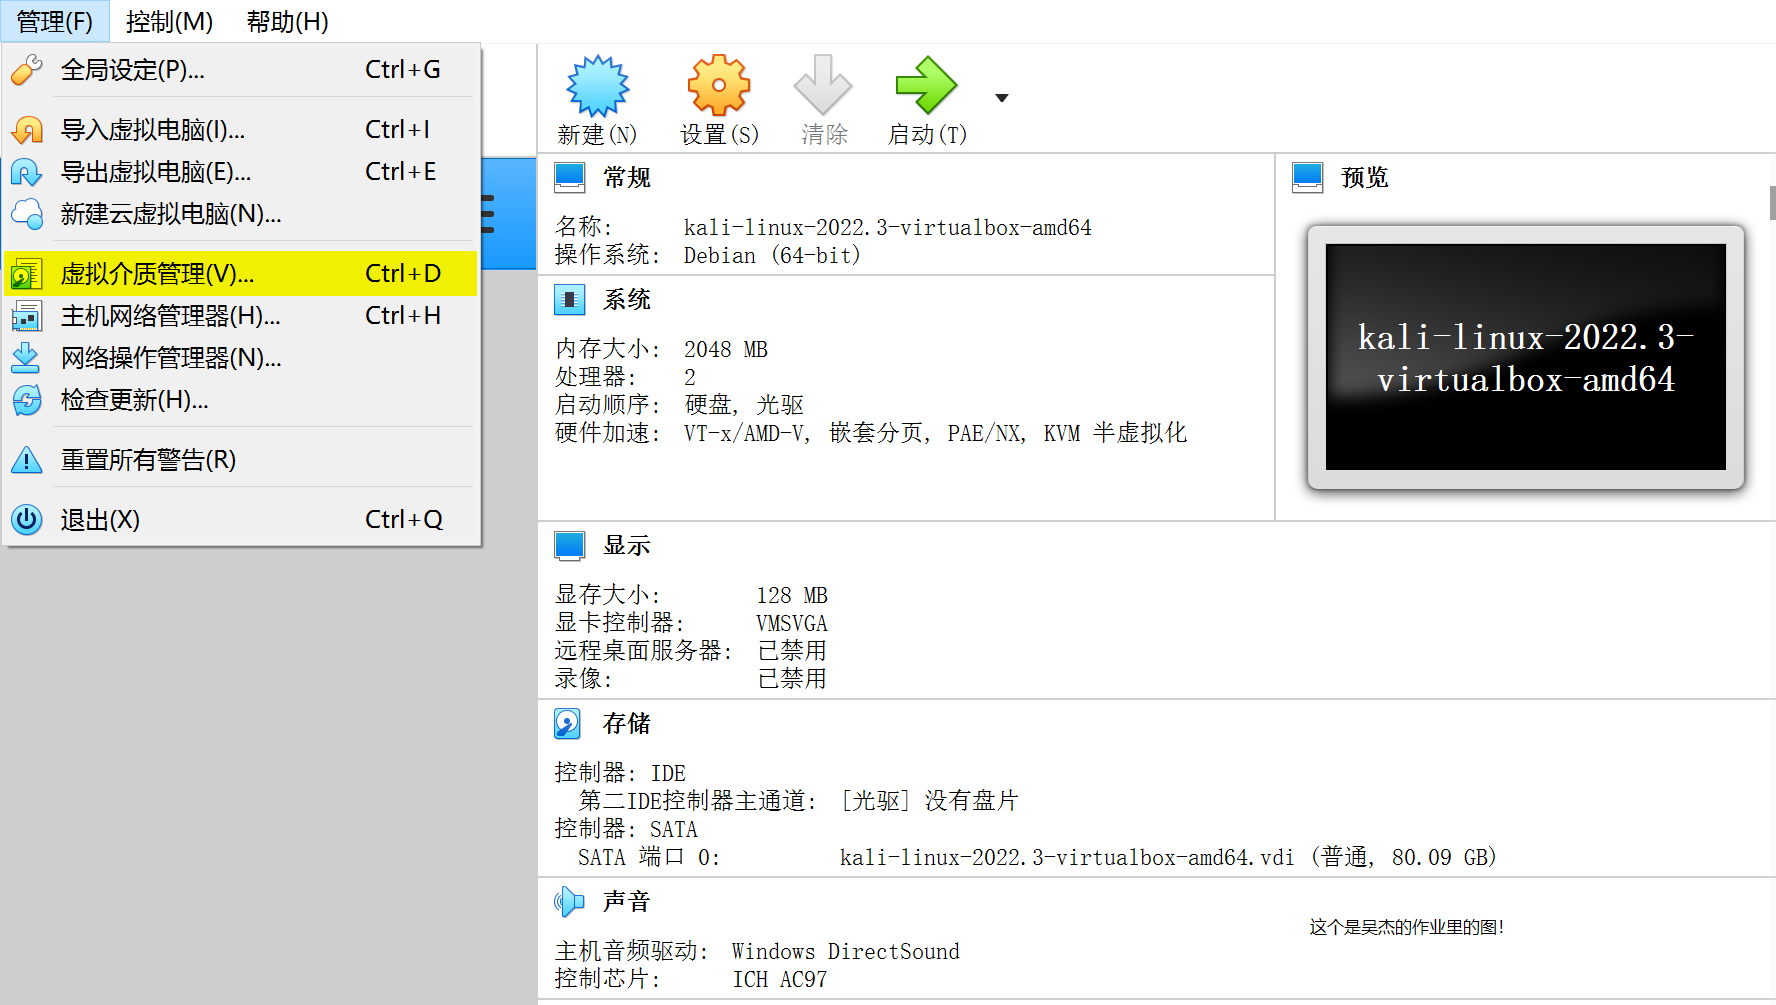 管理(F) 控制(M) 帮助(H)
全局设定(P)... Ctrl+G
导入虚拟电脑(I)... Ctrl+I
导出虚拟电脑(E)... Ctrl+E
新建云虚拟电脑(N)...
虚拟介质管理(V)... Ctrl+D
主机网络管理器(H)... Ctrl+H
网络操作管理器(N)...
检查更新(H)...
重置所有警告(R)
退出(X) Ctrl+Q
新建(N) 设置(S) 清除 启动(T)
常规
名称: kali-linux-2022.3-virtualbox-amd64
操作系统: Debian (64-bit)
系统
内存大小: 2048 MB
处理器: 2
启动顺序: 硬盘, 光驱
硬件加速: VT-x/AMD-V, 嵌套分页, PAE/NX, KVM 半虚拟化
预览
kali-linux-2022.3-
virtualbox-amd64
显示
显存大小: 128 MB
显卡控制器: VMSVGA
远程桌面服务器: 已禁用
录像: 已禁用
存储
控制器: IDE
第二IDE控制器主通道: [光驱] 没有盘片
控制器: SATA
SATA 端口 0: kali-linux-2022.3-virtualbox-amd64.vdi (普通, 80.09 GB)
声音
主机音频驱动: Windows DirectSound
控制芯片: ICH AC97
这个是吴杰的作业里的图!